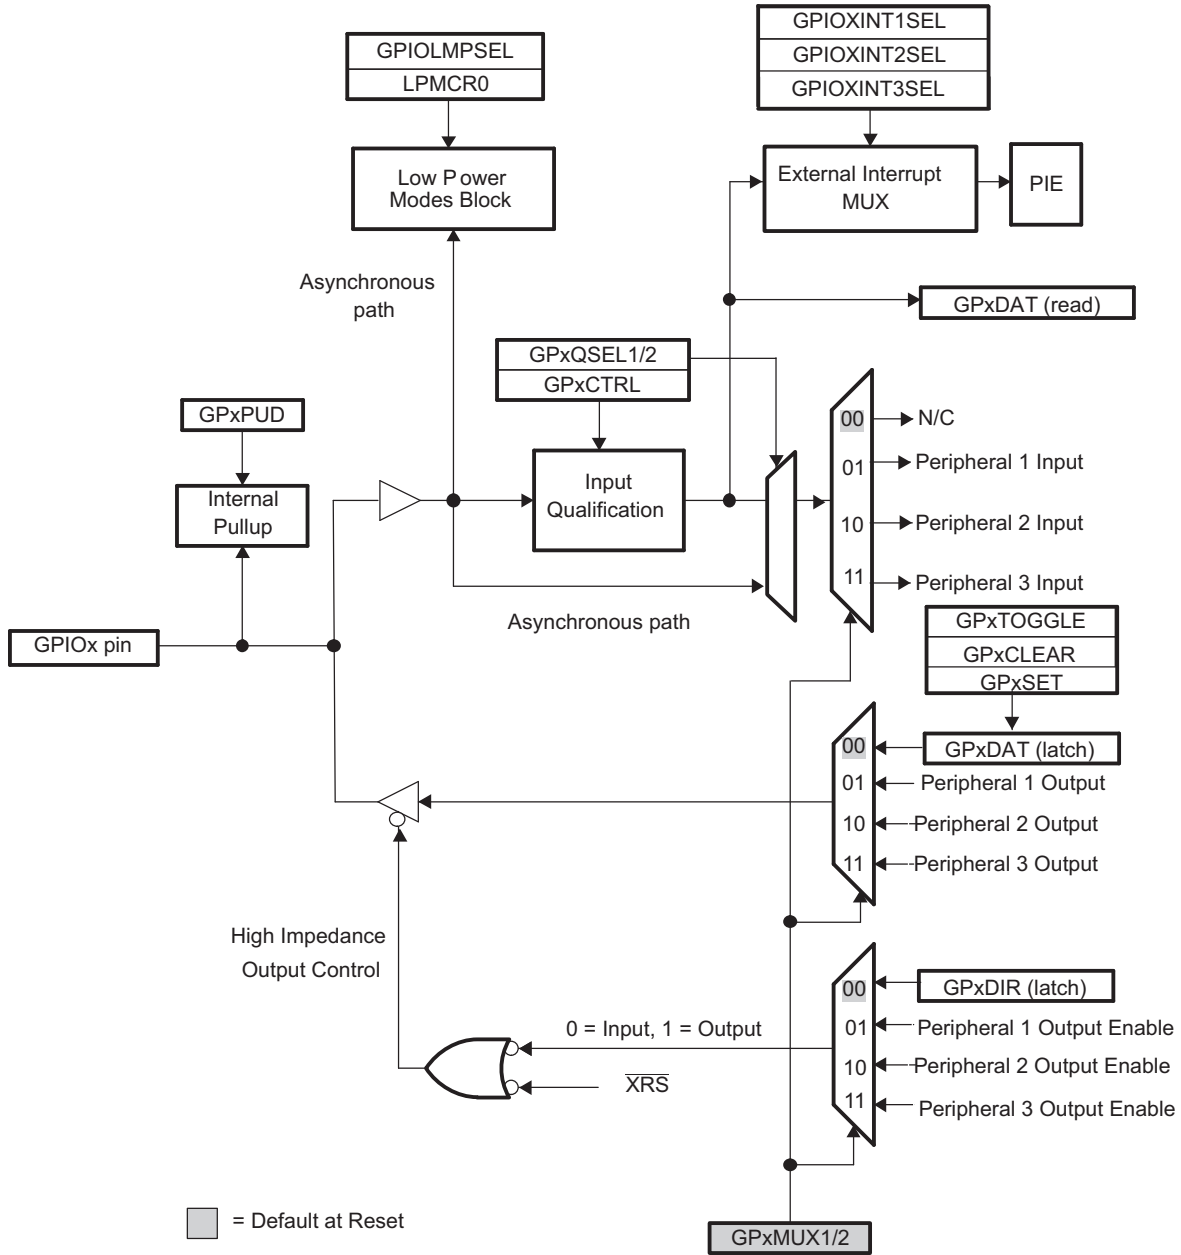 GPIOXINT1SEL
GPIOXINT2SEL
GPIOXINT3SEL
GPIOLMPSEL
LPMCR0
Low Power
Modes Block
External Interrupt
MUX
PIE
Asynchronous
path
GPxDAT (read)
GPxQSEL1/2
GPxCTRL
GPxPUD
Internal
Pullup
Input
Qualification
00
N/C
01
Peripheral 1 Input
10
Peripheral 2 Input
11
Peripheral 3 Input
Asynchronous path
GPIOx pin
GPxTOGGLE
GPxCLEAR
GPxSET
00
GPxDAT (latch)
01
Peripheral 1 Output
10
Peripheral 2 Output
11
Peripheral 3 Output
High Impedance
Output Control
00
GPxDIR (latch)
0 = Input, 1 = Output
01
Peripheral 1 Output Enable
10
Peripheral 2 Output Enable
XRS
11
Peripheral 3 Output Enable
= Default at Reset
GPxMUX1/2